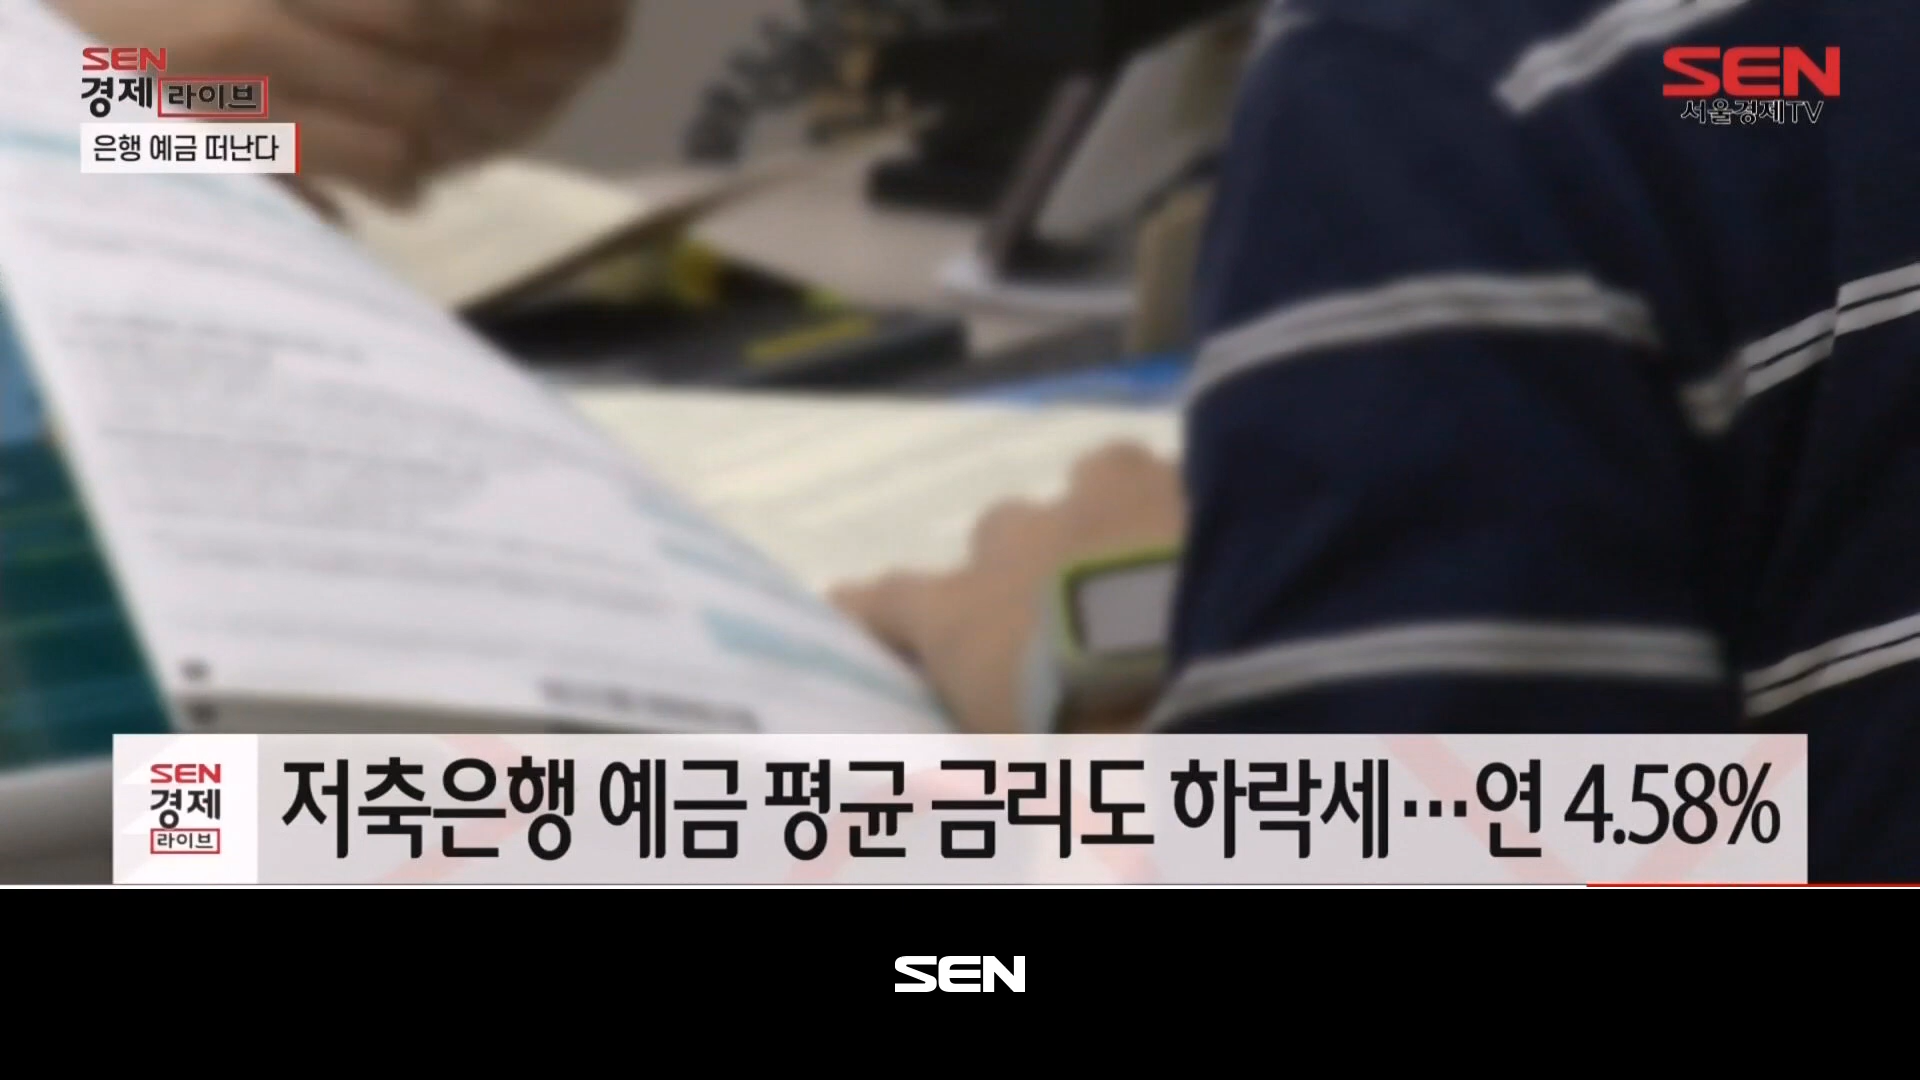 SEN
경제 라이브
은행 예금 떠난다
SEN
서울경제TV
SEN
경제
라이브
저축은행 예금 평균 금리도 하락세…연 4.58%
SEN